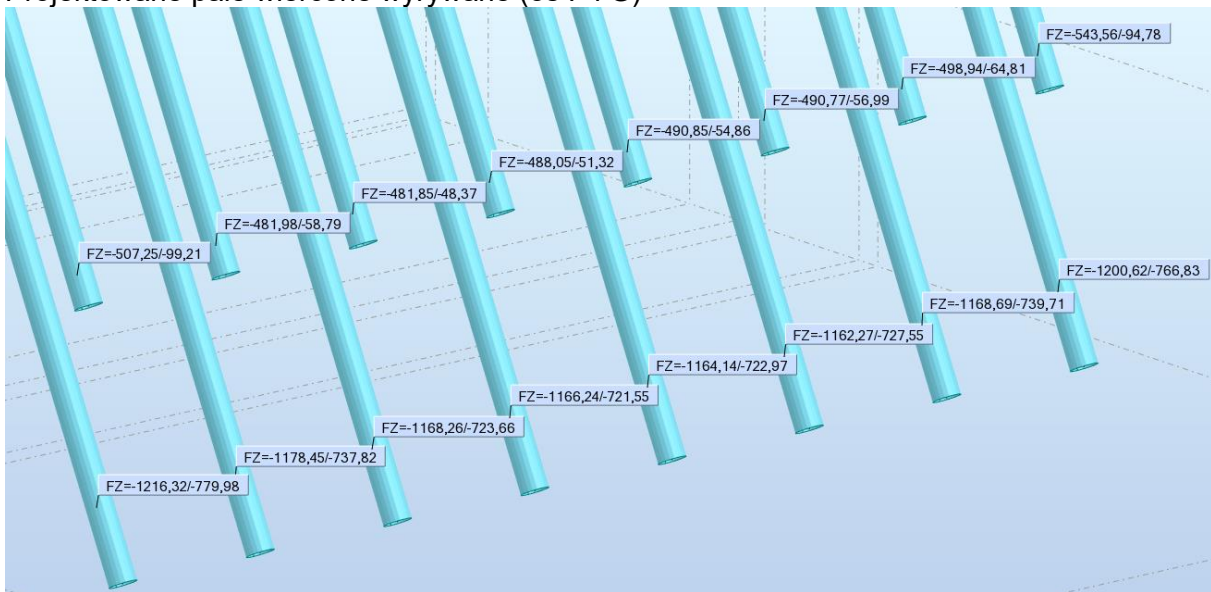 FZ=-543,56/-94,78
FZ=-498,94/-64,81
FZ=-490,77/-56,99
FZ=-490,85/-54,86
FZ=-488,05/-51,32
FZ=-481,85/-48,37
FZ=-481,98/-58,79
FZ=-507,25/-99,21
FZ=-1200,62/-766,83
FZ=-1168,69/-739,71
FZ=-1162,27/-727,55
FZ=-1164,14/-722,97
FZ=-1166,24/-721,55
FZ=-1168,26/-723,66
FZ=-1178,45/-737,82
FZ=-1216,32/-779,98